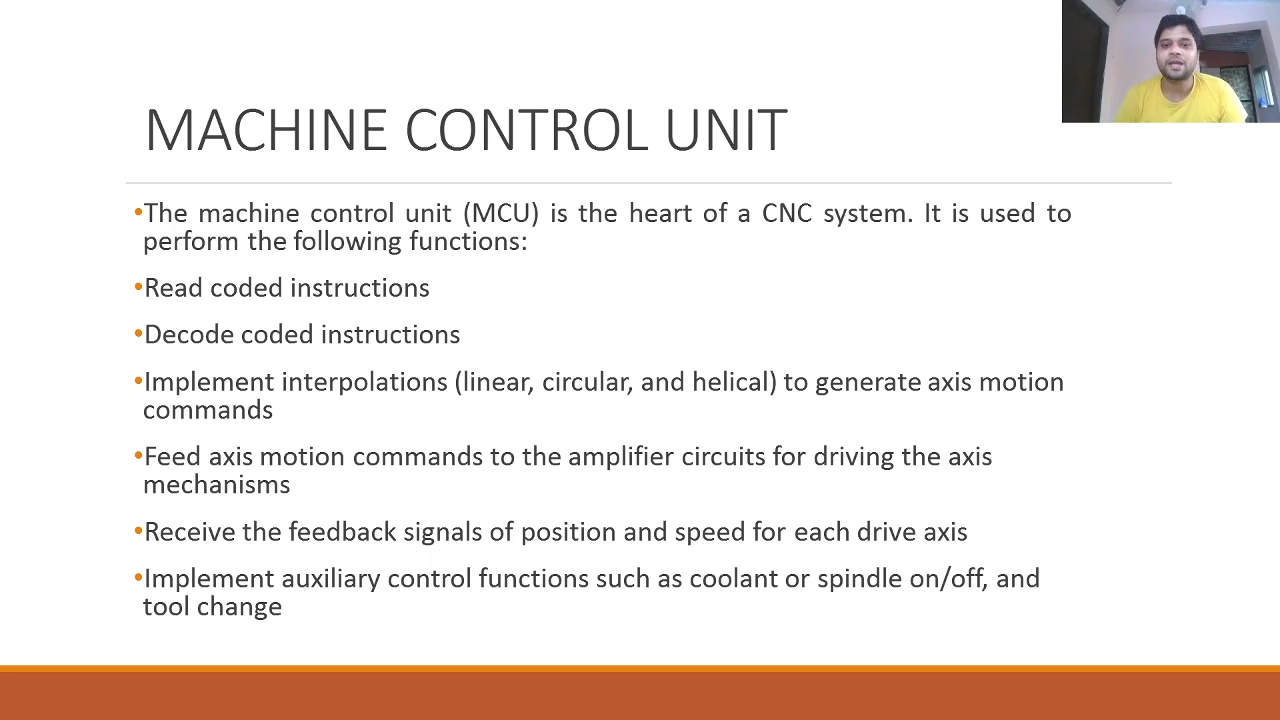 MACHINE CONTROL UNIT
•The machine control unit (MCU) is the heart of a CNC system. It is used to
perform the following functions:
•Read coded instructions
•Decode coded instructions
•Implement interpolations (linear, circular, and helical) to generate axis motion
commands
•Feed axis motion commands to the amplifier circuits for driving the axis
mechanisms
•Receive the feedback signals of position and speed for each drive axis
•Implement auxiliary control functions such as coolant or spindle on/off, and
tool change